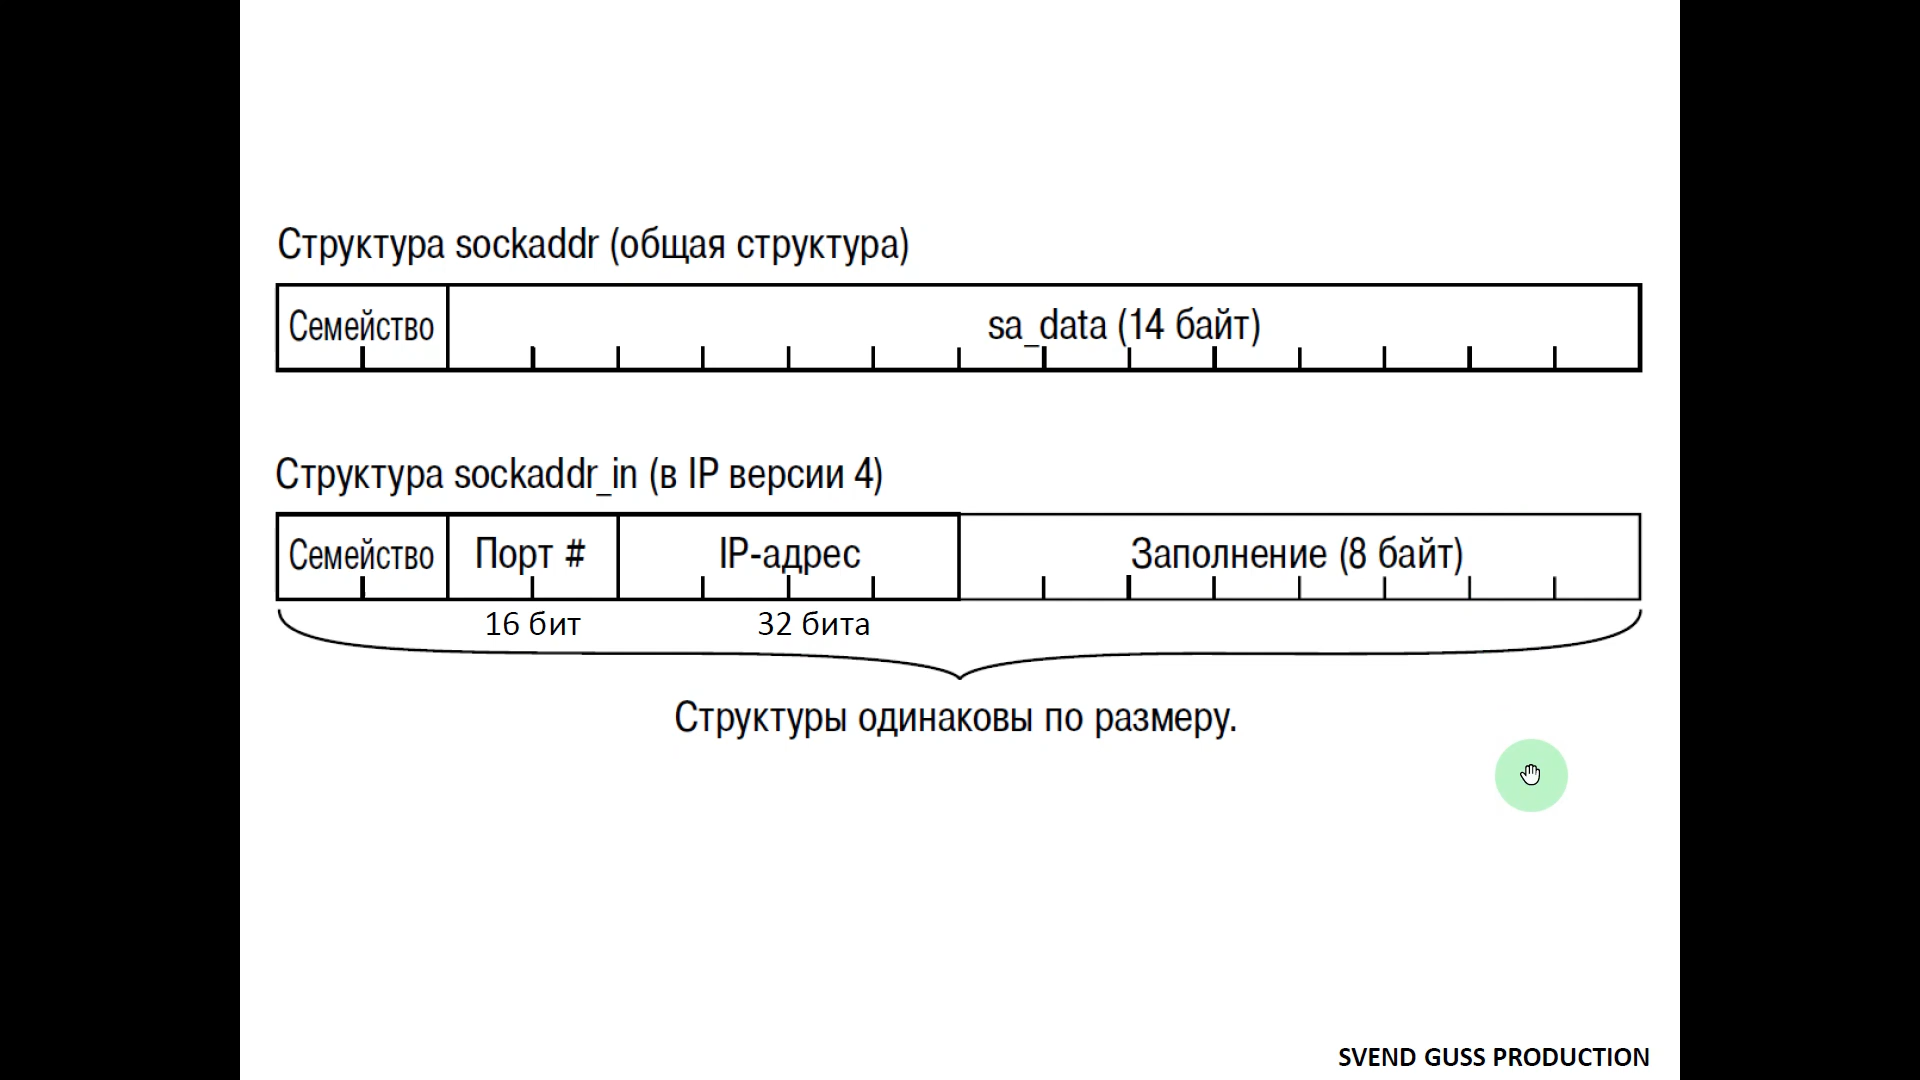 Структура sockaddr (общая структура)
Семейство
sa_data (14 байт)
Структура sockaddr_in (в IP версии 4)
Семейство
Порт #
IP-адрес
Заполнение (8 байт)
16 бит
32 бита
Структуры одинаковы по размеру.
SVEND GUSS PRODUCTION